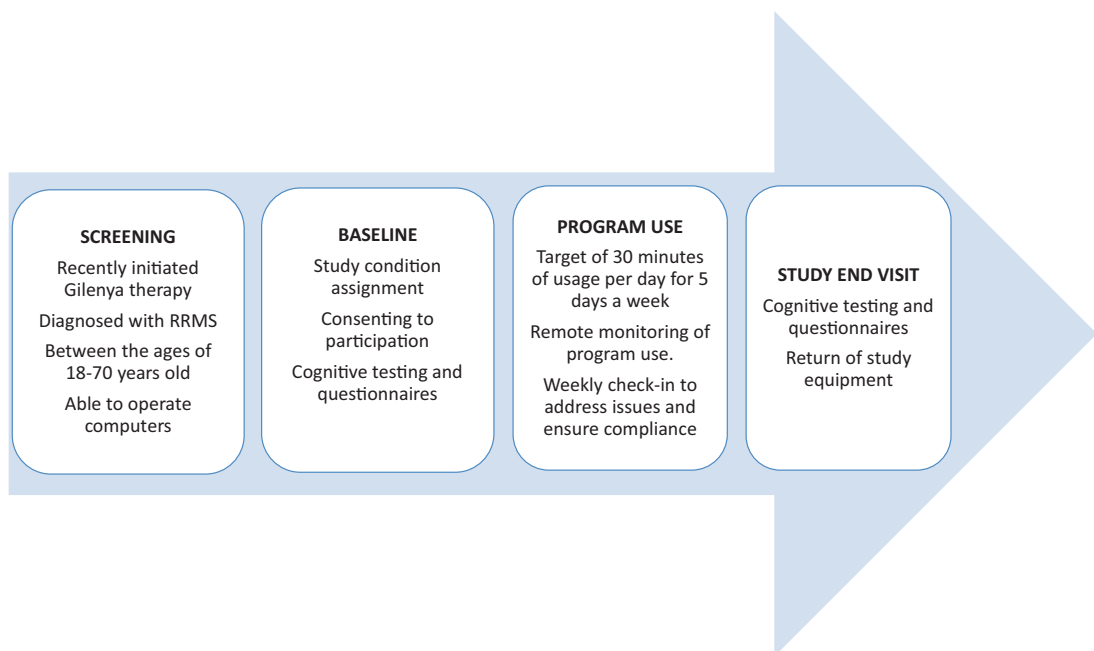 SCREENING
Recently initiated
Gilenya therapy
Diagnosed with RRMS
Between the ages of
18-70 years old
Able to operate
computers
BASELINE
Study condition
assignment
Consenting to
participation
Cognitive testing and
questionnaires
PROGRAM USE
Target of 30 minutes
of usage per day for 5
days a week
Remote monitoring of
program use.
Weekly check-in to
address issues and
ensure compliance
STUDY END VISIT
Cognitive testing and
questionnaires
Return of study
equipment